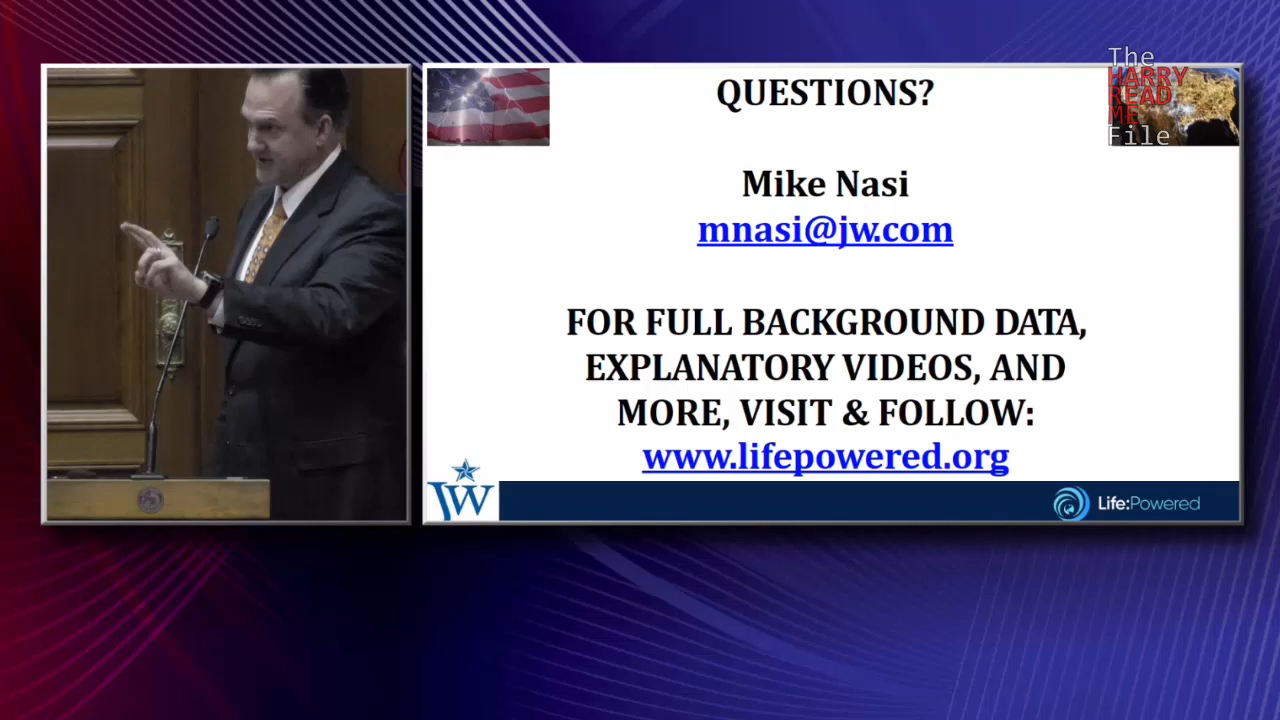 The
HARRY
READ
ME
File
QUESTIONS?
Mike Nasi
mnasi@jw.com
FOR FULL BACKGROUND DATA,
EXPLANATORY VIDEOS, AND
MORE, VISIT & FOLLOW:
www.lifepowered.org
JW
Life:Powered